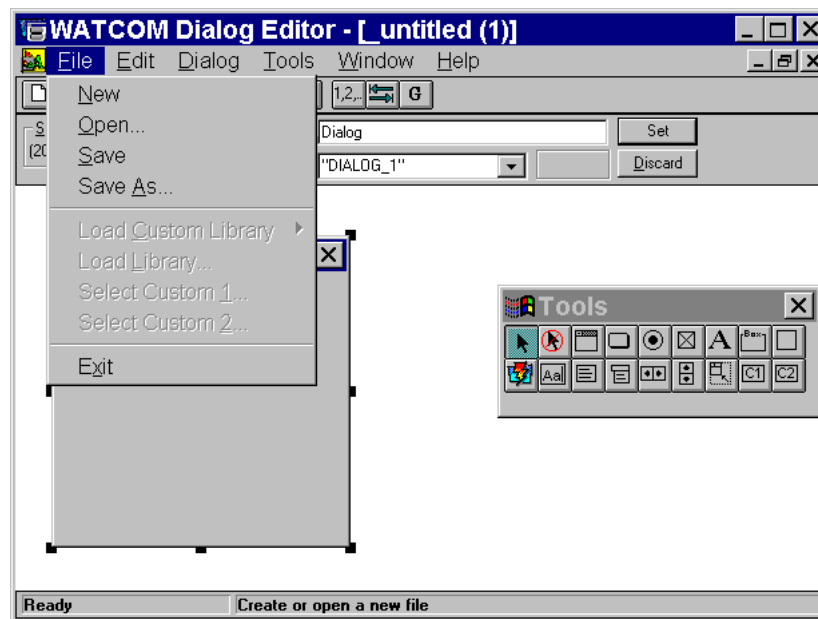 WATCOM Dialog Editor - [_untitled (1)]
File Edit Dialog Tools Window Help
1,2,.. G
New
Open...
Save
Save As...
Load Custom Library
Load Library...
Select Custom 1...
Select Custom 2...
Exit
S
(20
Dialog
Set
"DIALOG_1"
Discard
Tools
A Box
Aa C1 C2
Ready Create or open a new file